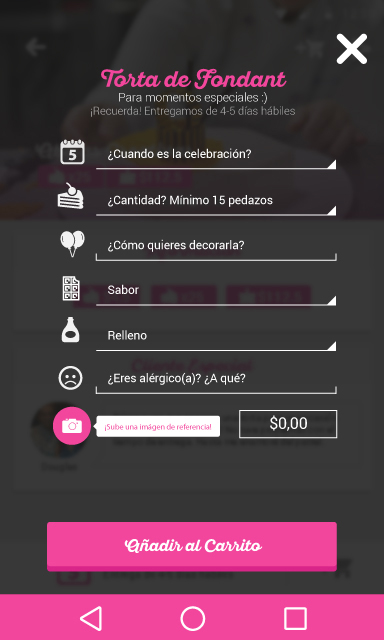 Torta de Fondant
Para momentos especiales :)
¡Recuerda! Entregamos de 4-5 días hábiles
5
¿Cuando es la celebración?
¿Cantidad? Mínimo 15 pedazos
¿Cómo quieres decorarla?
Sabor
Relleno
¿Eres alérgico(a)? ¿A qué?
¡Sube una imágen de referencia!
$0,00
Añadir al Carrito